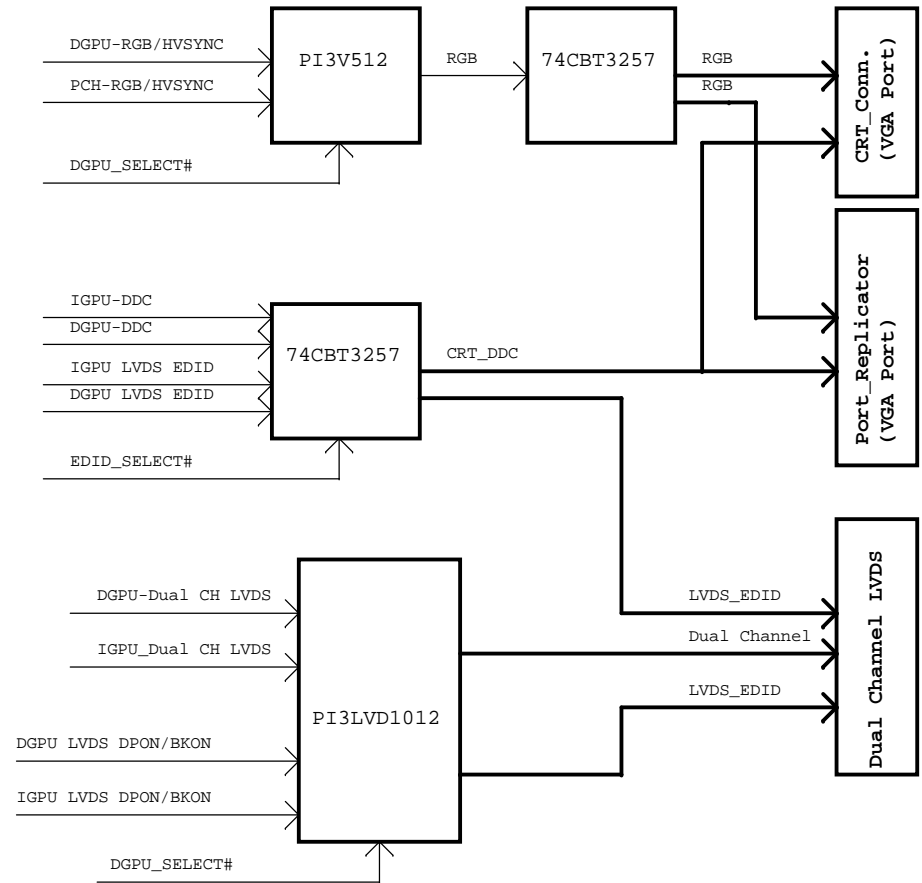 DGPU-RGB/HVSYNC
PCH-RGB/HVSYNC
DGPU_SELECT#
PI3V512
RGB
74CBT3257
RGB
RGB
CRT_Conn.
(VGA Port)
IGPU-DDC
DGPU-DDC
IGPU LVDS EDID
DGPU LVDS EDID
EDID_SELECT#
74CBT3257
CRT_DDC
Port_Replicator
(VGA Port)
DGPU-Dual CH LVDS
IGPU_Dual CH LVDS
DGPU LVDS DPON/BKON
IGPU LVDS DPON/BKON
DGPU_SELECT#
PI3LVD1012
LVDS_EDID
Dual Channel
LVDS_EDID
Dual Channel LVDS